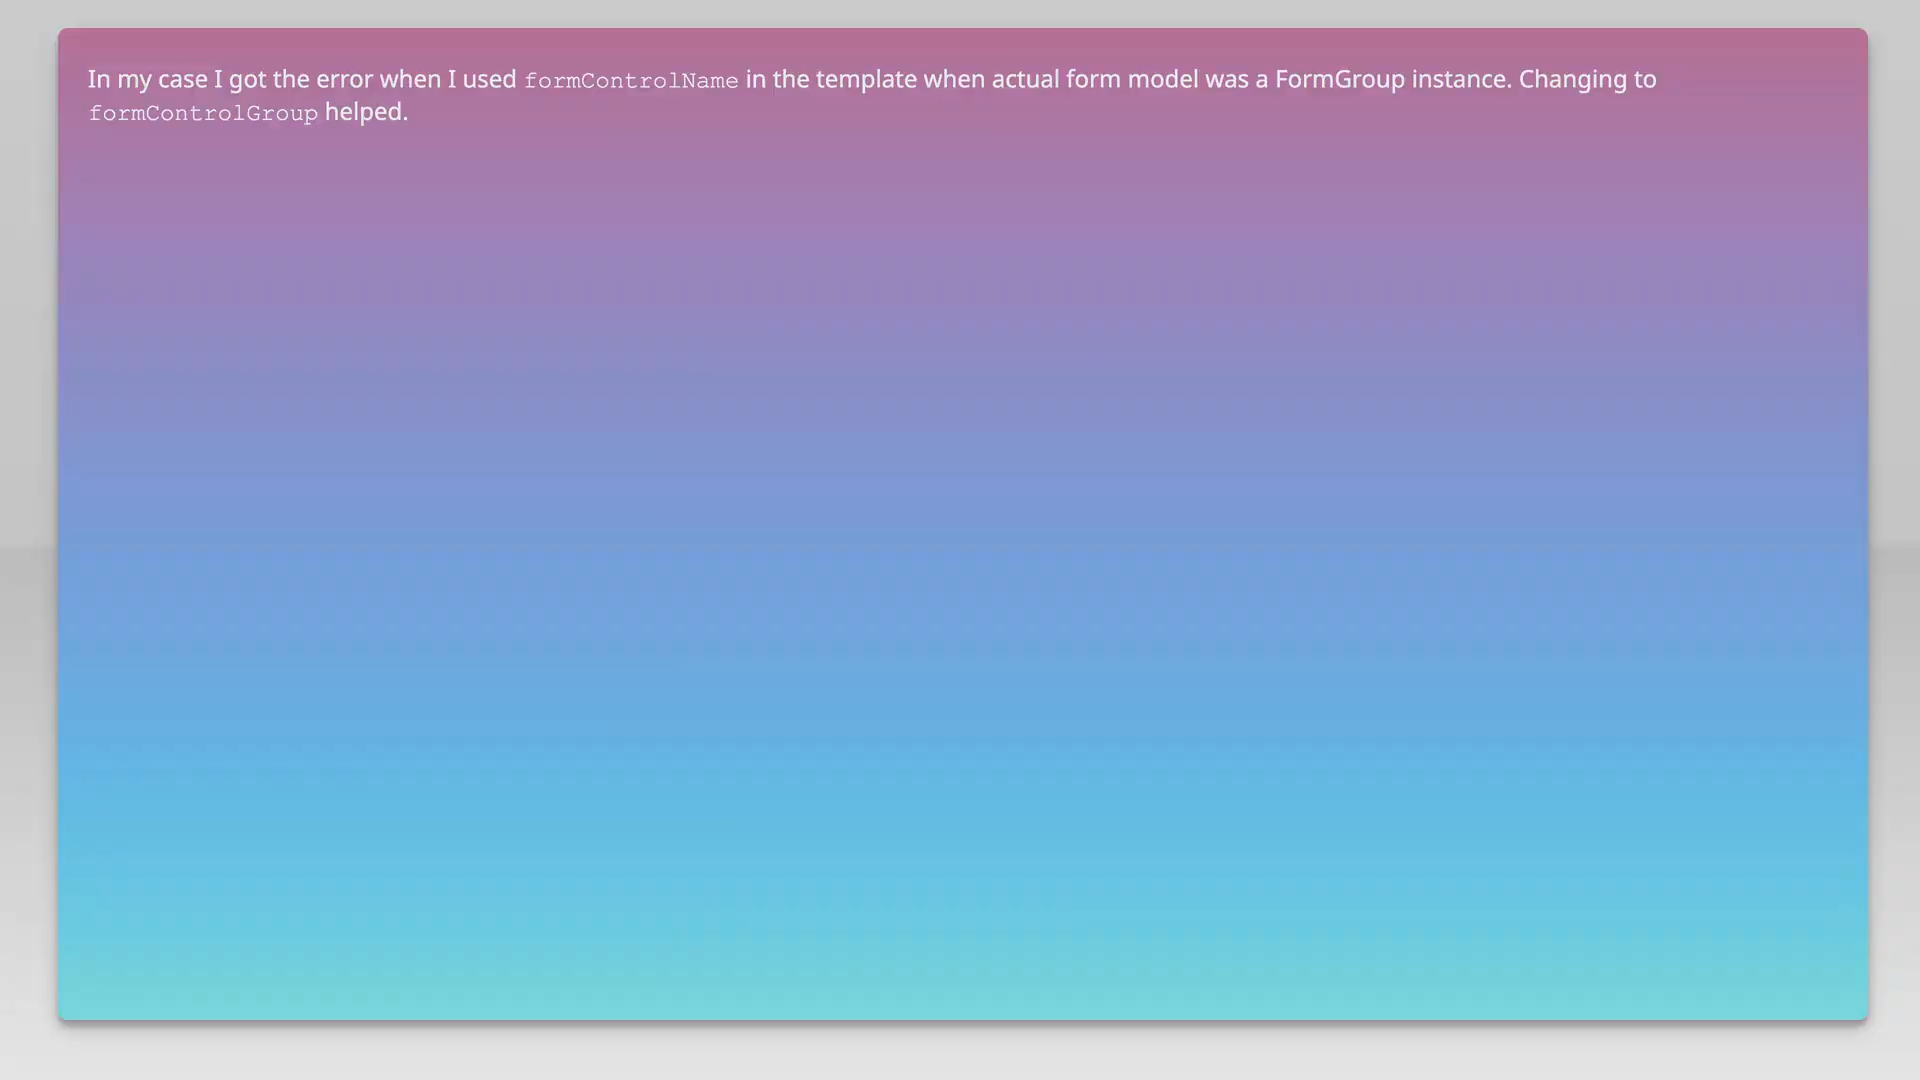 In my case I got the error when I used formControlName in the template when actual form model was a FormGroup instance. Changing to
formControlGroup helped.